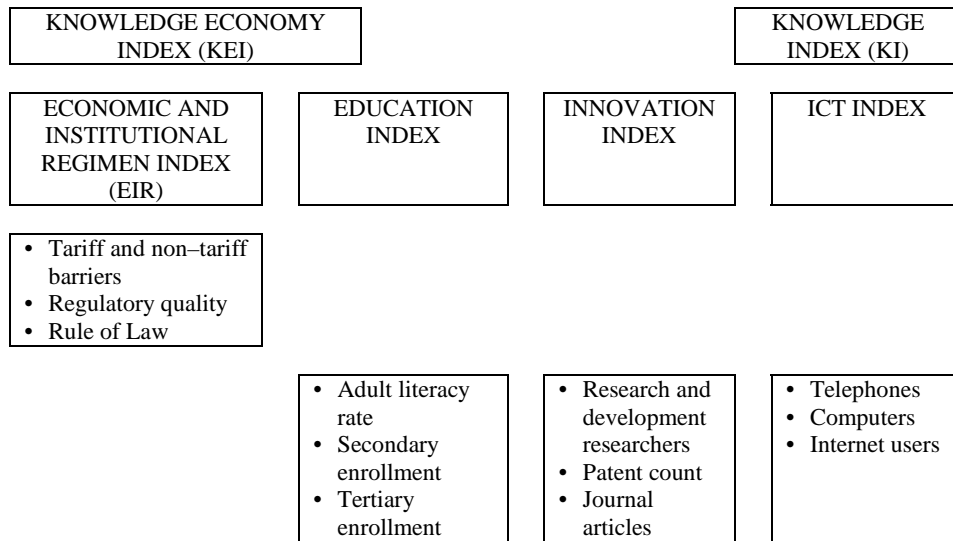 KNOWLEDGE ECONOMY
INDEX (KEI)
KNOWLEDGE
INDEX (KI)
ECONOMIC AND
INSTITUTIONAL
REGIMEN INDEX
(EIR)
EDUCATION
INDEX
INNOVATION
INDEX
ICT INDEX
• Tariff and non–tariff
barriers
• Regulatory quality
• Rule of Law
• Adult literacy
rate
• Secondary
enrollment
• Tertiary
enrollment
• Research and
development
researchers
• Patent count
• Journal
articles
• Telephones
• Computers
• Internet users